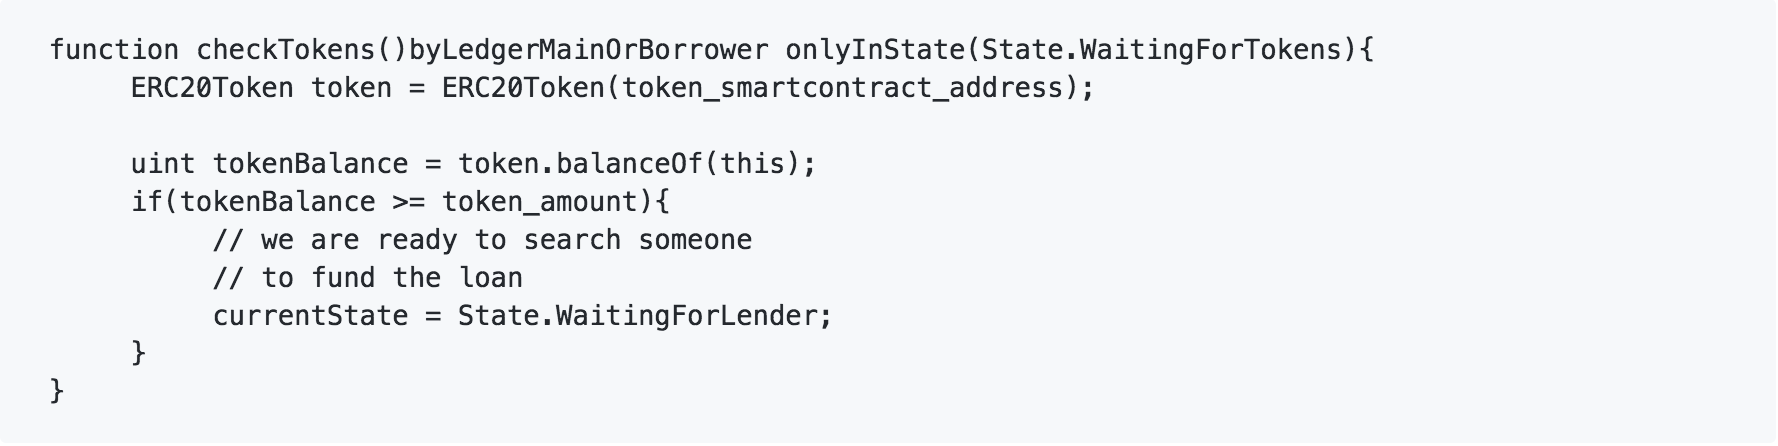 function checkTokens()byLedgerMainOrBorrower onlyInState(State.WaitingForTokens){
     ERC20Token token = ERC20Token(token_smartcontract_address);

     uint tokenBalance = token.balanceOf(this);
     if(tokenBalance >= token_amount){
          // we are ready to search someone
          // to fund the loan
          currentState = State.WaitingForLender;
     }
}